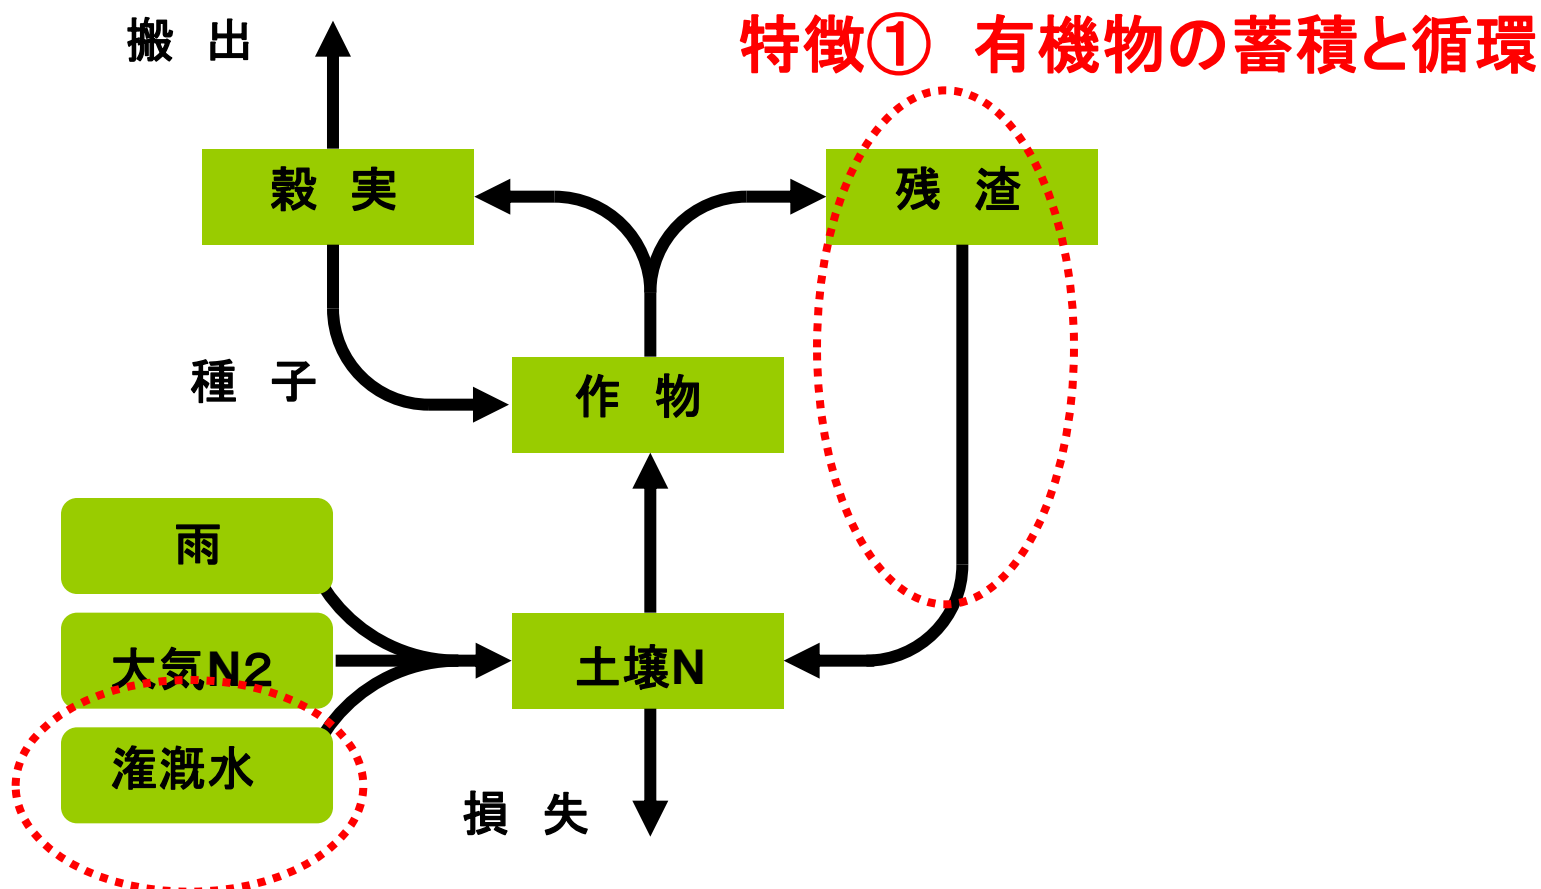 特徴① 有機物の蓄積と循環
搬 出
穀 実
残 渣
種 子
作 物
雨
大気N2
土壌N
灌漑水
損 失